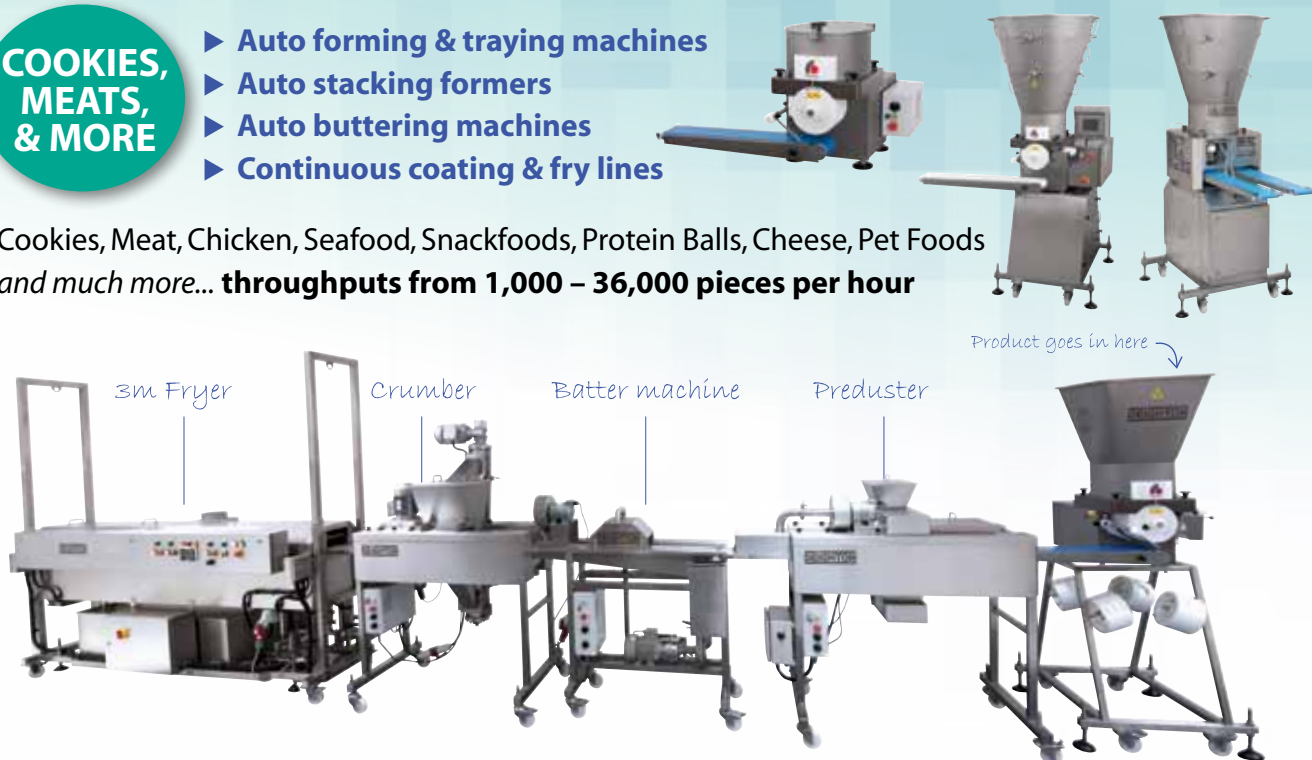 COOKIES,
MEATS,
& MORE
▶ Auto forming & traying machines
▶ Auto stacking formers
▶ Auto buttering machines
▶ Continuous coating & fry lines
Cookies, Meat, Chicken, Seafood, Snackfoods, Protein Balls, Cheese, Pet Foods
and much more... throughputs from 1,000 – 36,000 pieces per hour
Product goes in here
3m Fryer
Crumber
Batter machine
Preduster